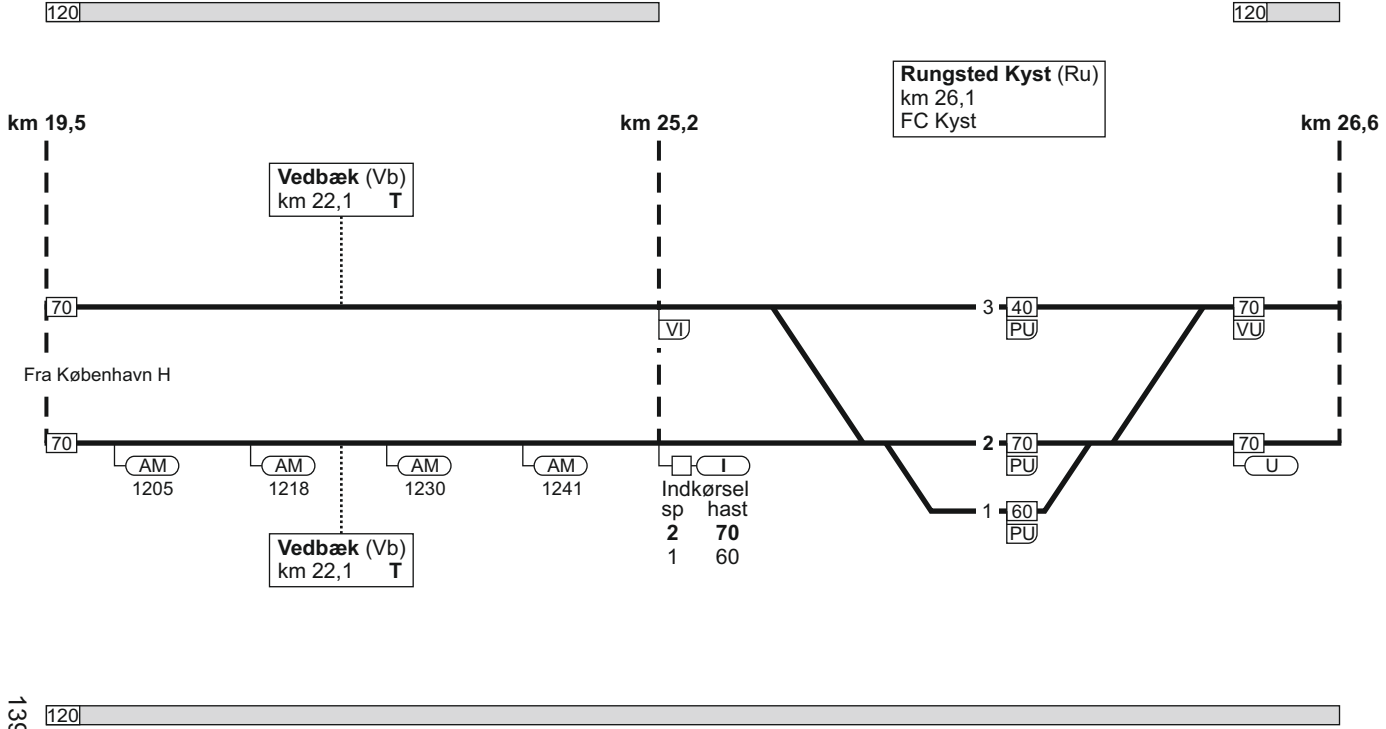 120
120
Rungsted Kyst (Ru)
km 26,1
FC Kyst
km 19,5
km 25,2
km 26,6
Vedbæk (Vb)
km 22,1 T
70
3 40
70
VI
PU
VU
Fra København H
70
2 70
70
AM
AM
AM
AM
I
PU
U
1205
1218
1230
1241
Indkørsel
sp hast
2 70
1 60
1 60
PU
Vedbæk (Vb)
km 22,1 T
139
120